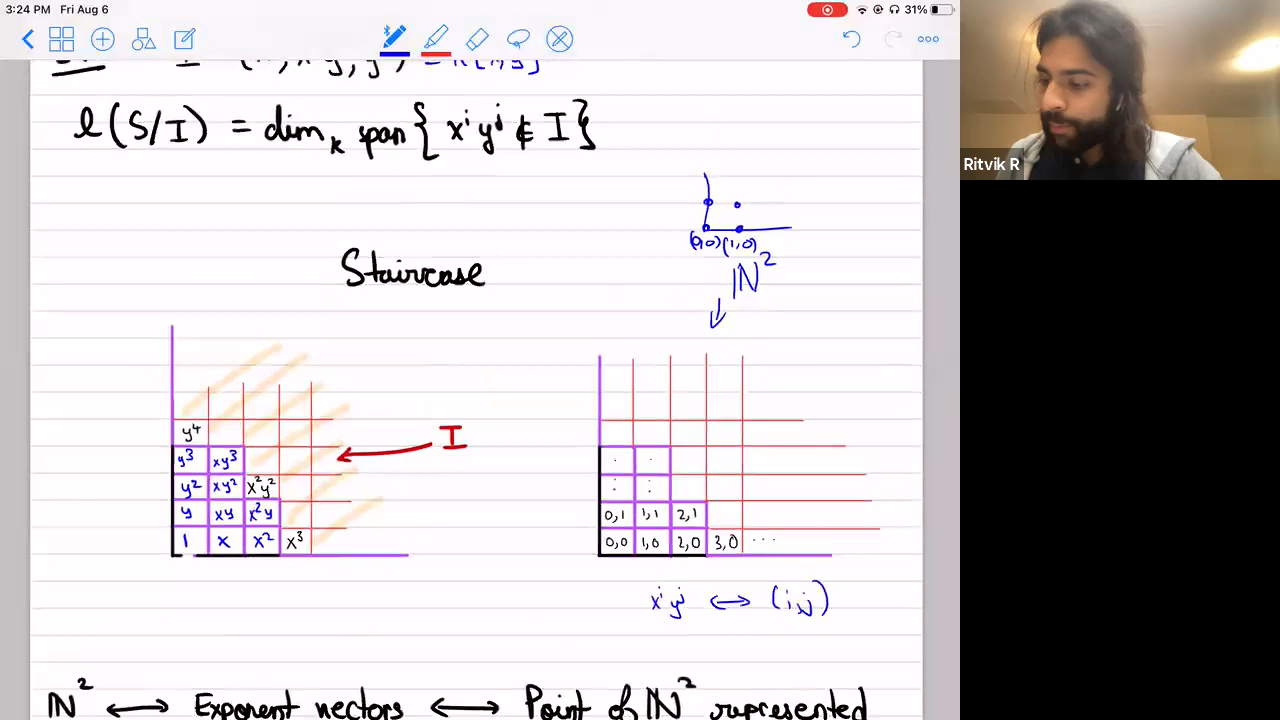 3:24 PM Fri Aug 6
31%
Ritvik R
ℓ(S/I) = dim_k span{ xⁱyʲ ∉ I }
(0,0) (1,0)
ℕ²
Staircase
I
y⁴
y³ xy³
y² xy² x²y²
y xy x²y
1 x x² x³
0,1 1,1 2,1
0,0 1,0 2,0 3,0 ...
xⁱyʲ ↔ (i,j)
ℕ² ⟷ Exponent vectors ⟷ Point of ℕ² represented